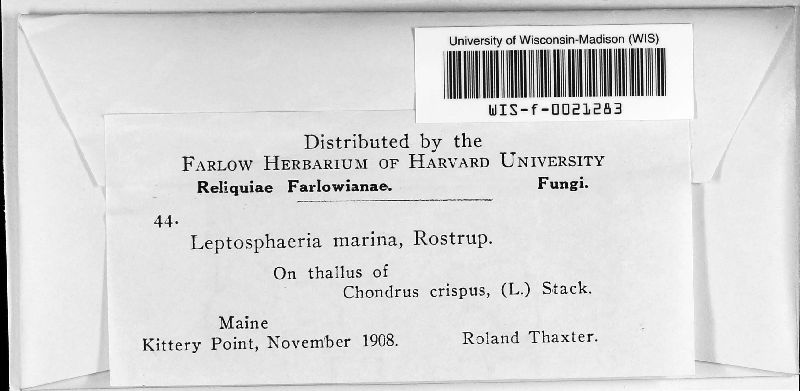 University of Wisconsin-Madison (WIS)
WIS-f-0021283
Distributed by the
FARLOW HERBARIUM OF HARVARD UNIVERSITY
Reliquiae Farlowianae. Fungi.
44.
Leptosphaeria marina, Rostrup.
On thallus of
Chondrus crispus, (L.) Stack.
Maine
Kittery Point, November 1908. Roland Thaxter.